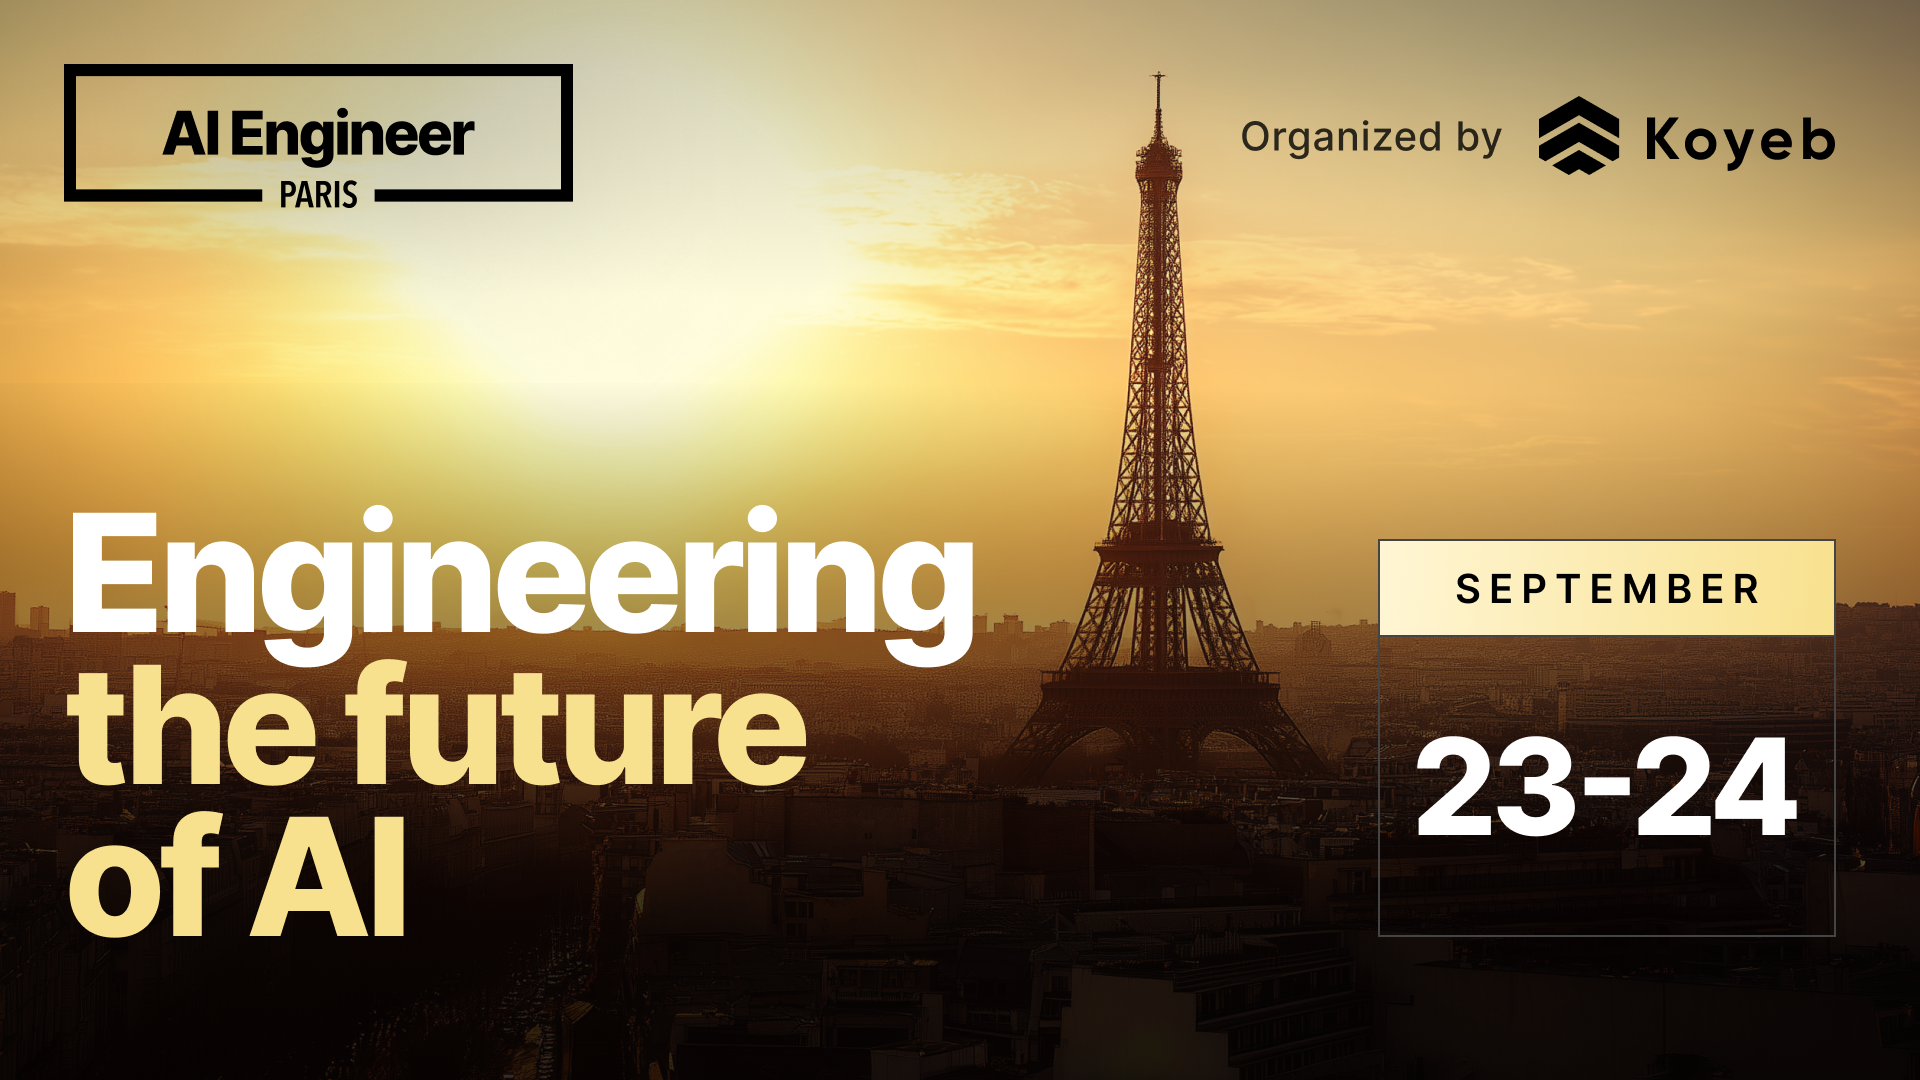 AI Engineer
PARIS
Organized by Koyeb
Engineering
the future
of AI
SEPTEMBER
23-24